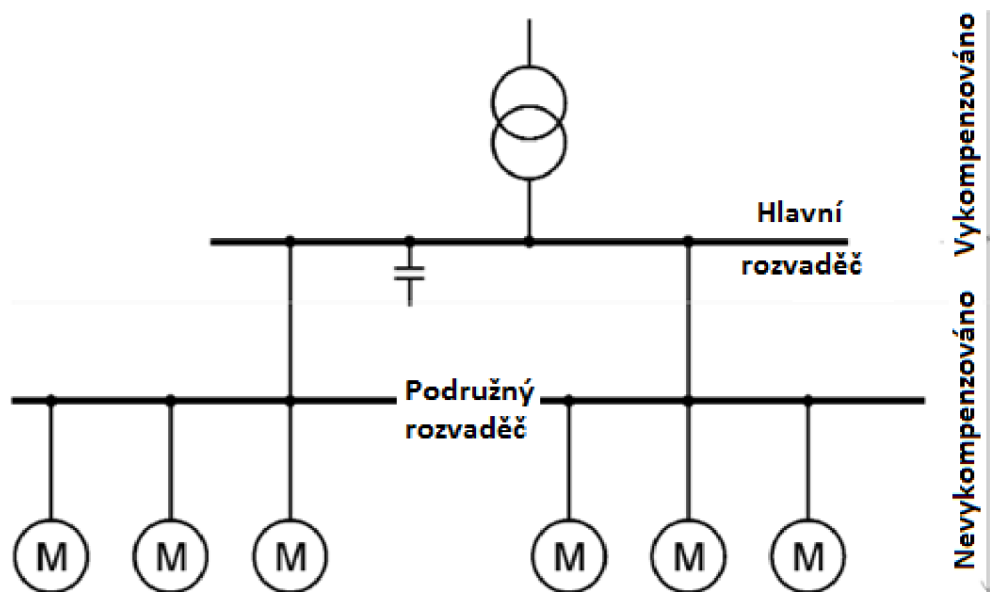 Hlavní
rozvaděč
Podružný
rozvaděč
M
M
M
M
M
M
Vykompenzováno
Nevykompenzováno